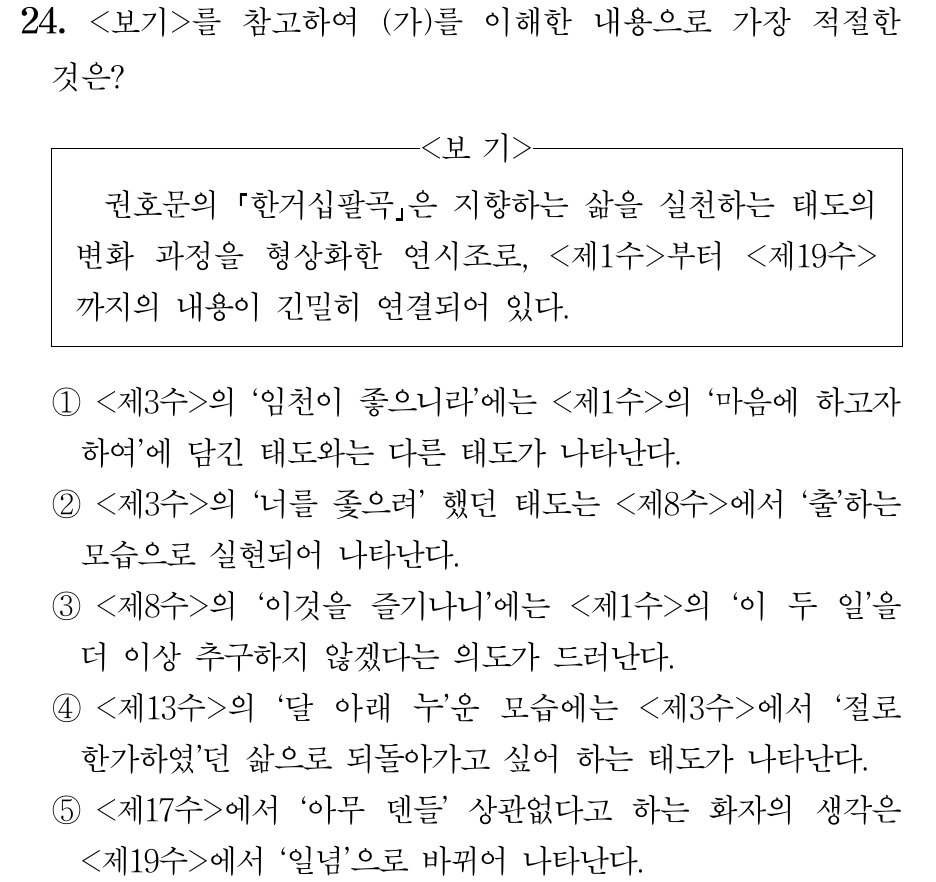 24. <보기>를 참고하여 (가)를 이해한 내용으로 가장 적절한
것은?
<보 기>
권호문의 『한거십팔곡』은 지향하는 삶을 실천하는 태도의
변화 과정을 형상화한 연시조로, <제1수>부터 <제19수>
까지의 내용이 긴밀히 연결되어 있다.
① <제3수>의 ‘임천이 좋으니라’에는 <제1수>의 ‘마음에 하고자
하여’에 담긴 태도와는 다른 태도가 나타난다.
② <제3수>의 ‘너를 좇으려’ 했던 태도는 <제8수>에서 ‘출’하는
모습으로 실현되어 나타난다.
③ <제8수>의 ‘이것을 즐기나니’에는 <제1수>의 ‘이 두 일’을
더 이상 추구하지 않겠다는 의도가 드러난다.
④ <제13수>의 ‘달 아래 누’운 모습에는 <제3수>에서 ‘절로
한가하였’던 삶으로 되돌아가고 싶어 하는 태도가 나타난다.
⑤ <제17수>에서 ‘아무 덴들’ 상관없다고 하는 화자의 생각은
<제19수>에서 ‘일념’으로 바뀌어 나타난다.